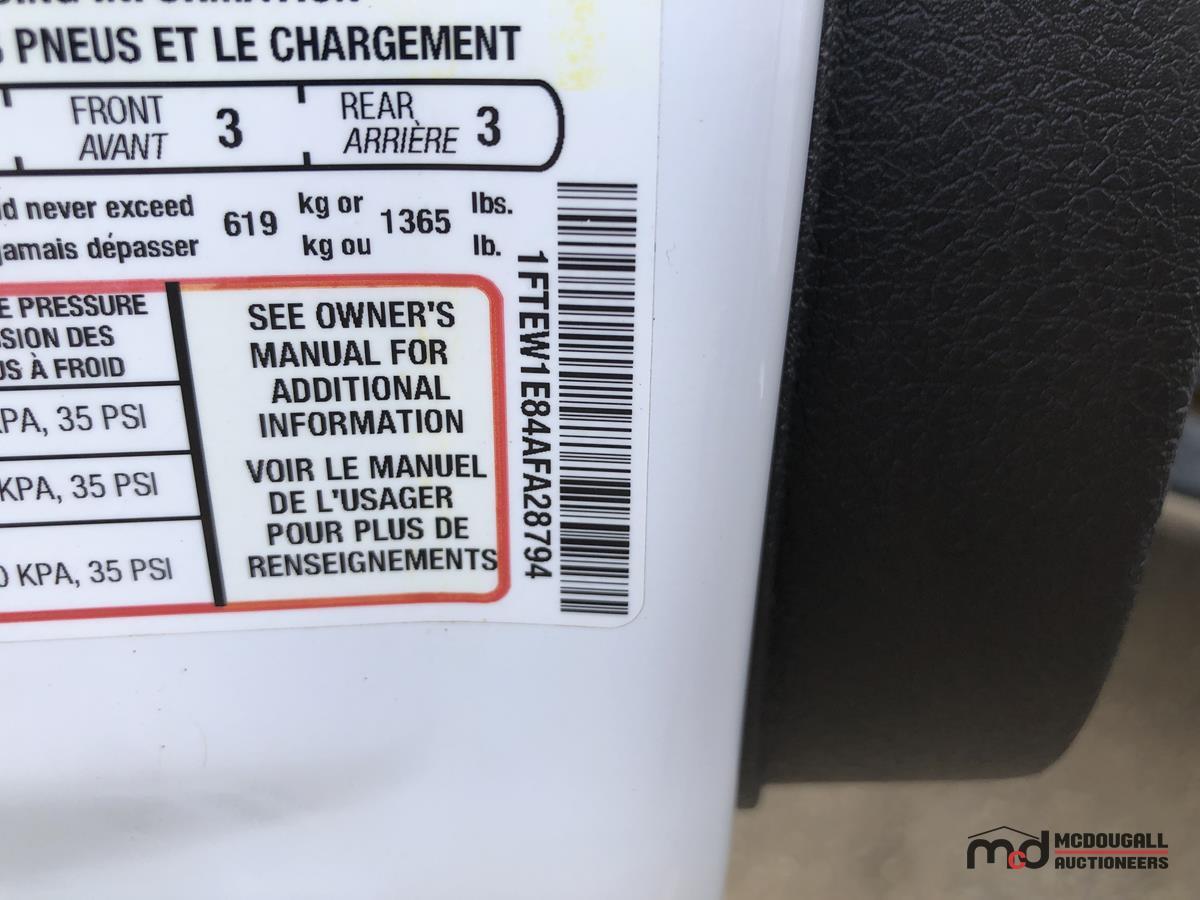 PNEUS ET LE CHARGEMENT
FRONT
AVANT
3
REAR
ARRIÈRE
3
never exceed 619 kg or 1365 lbs.
jamais dépasser kg ou lb.
PRESSURE
DES
À FROID
KPA, 35 PSI
KPA, 35 PSI
KPA, 35 PSI
SEE OWNER'S
MANUAL FOR
ADDITIONAL
INFORMATION
VOIR LE MANUEL
DE L'USAGER
POUR PLUS DE
RENSEIGNEMENTS
1FTEW1E84AFA28794
mcd MCDOUGALL
AUCTIONEERS